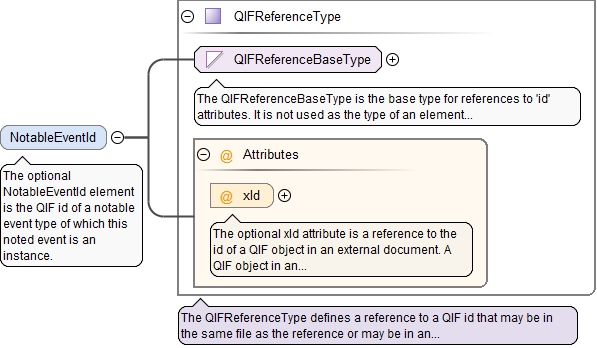 QIFReferenceType
QIFReferenceBaseType
The QIFReferenceBaseType is the base type for references to 'id'
attributes. It is not used as the type of an element...
NotableEventId
The optional
NotableEventId element
is the QIF id of a notable
event type of which this
noted event is an
instance.
@ Attributes
@ xId
The optional xId attribute is a reference to the
id of a QIF object in an external document. A
QIF object in an...
The QIFReferenceType defines a reference to a QIF id that may be in
the same file as the reference or may be in an...